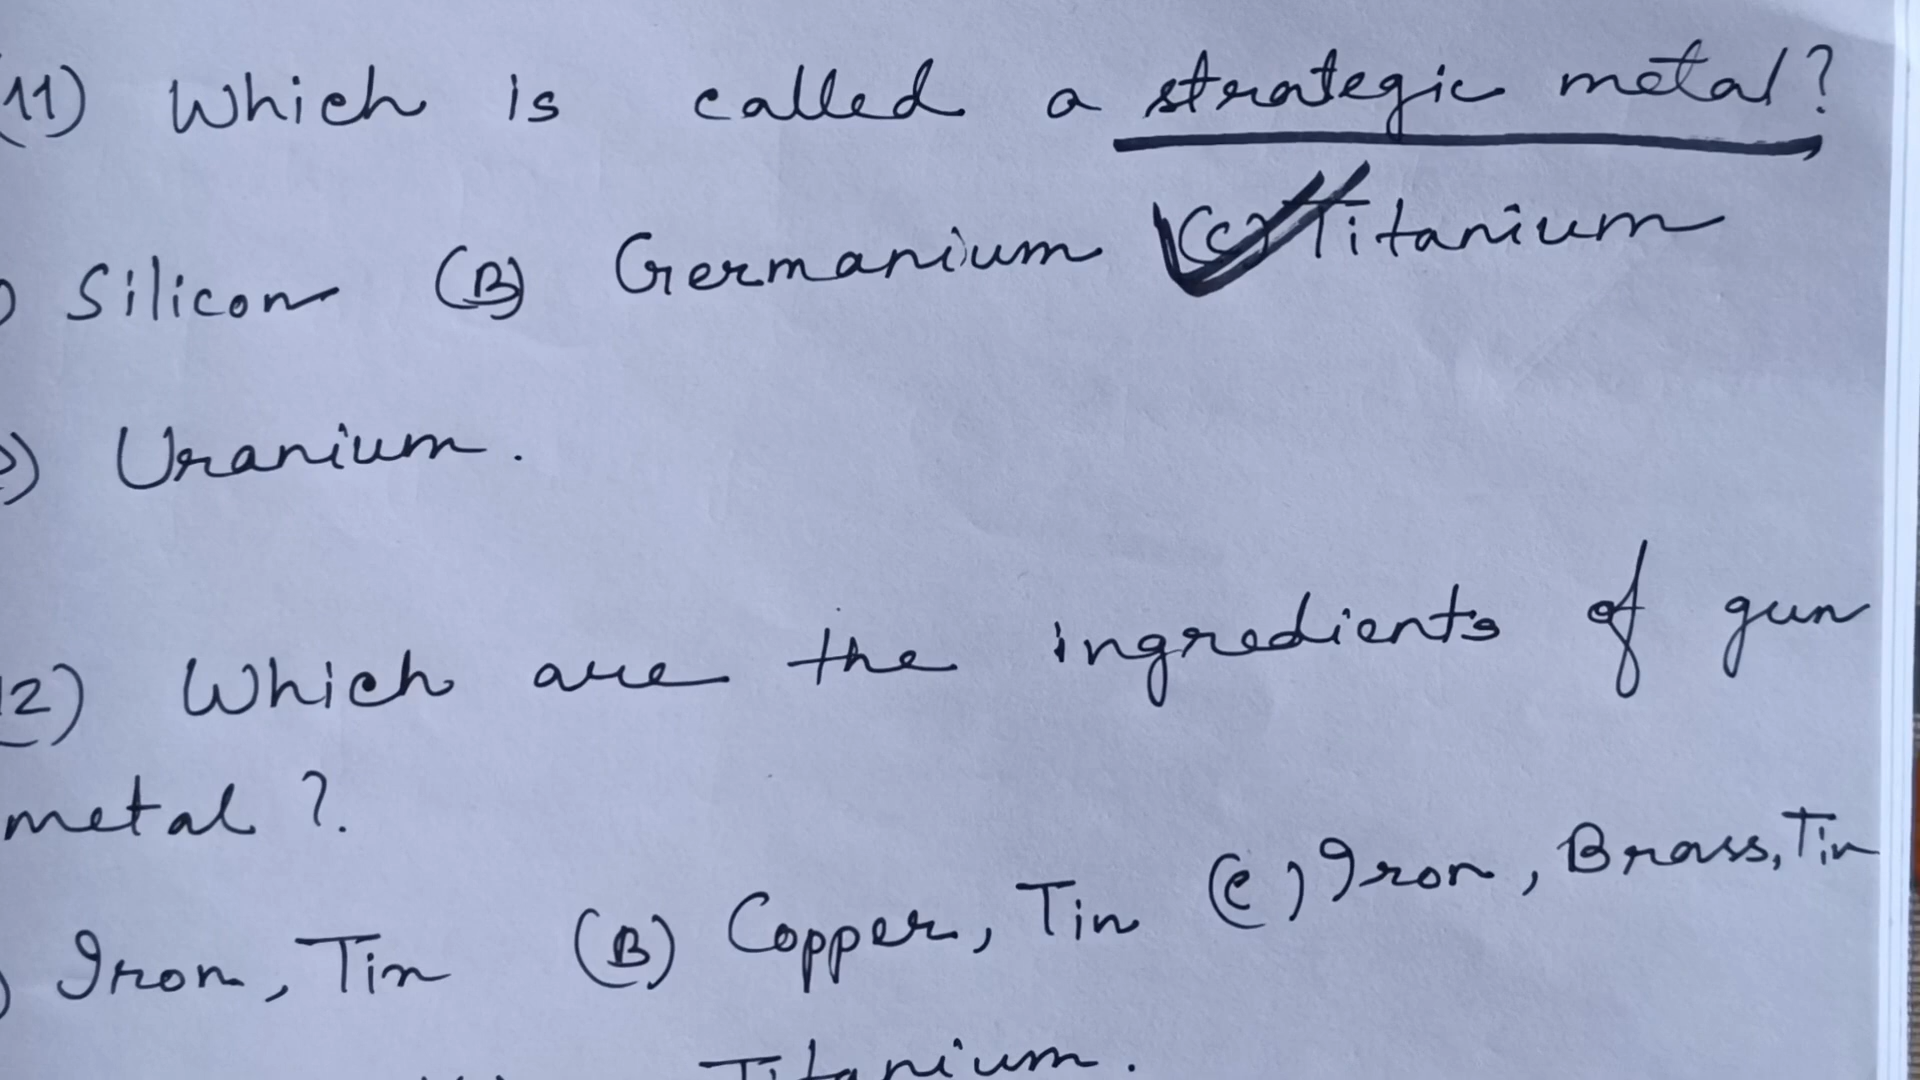 (11) Which is called a strategic metal?
) Silicon (B) Germanium (C) Titanium
) Uranium.
12) Which are the ingredients of gun
metal ?.
) Iron, Tin (B) Copper, Tin (C) Iron, Brass, Tin
Titanium.